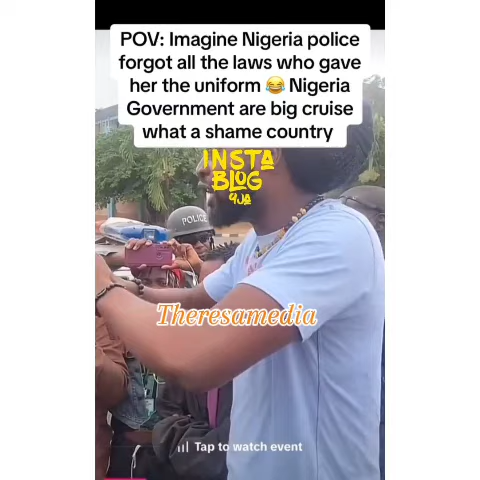 POV: Imagine Nigeria police
forgot all the laws who gave
her the uniform 😂 Nigeria
Government are big cruise
what a shame country
INSTA
BLOG
9JA
POLICE
Theresamedia
Tap to watch event